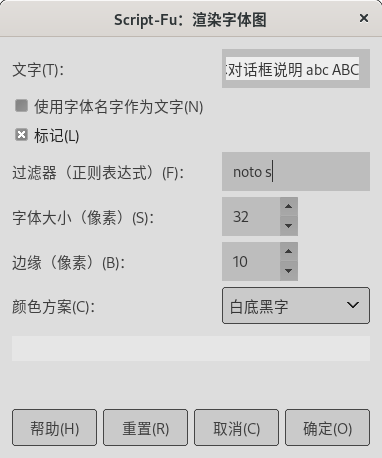 Script-Fu：渲染字体图
文字(T)：
对话框说明 abc ABC
使用字体名字作为文字(N)
标记(L)
过滤器（正则表达式）(F)：
noto s
字体大小（像素）(S)：
32
边缘（像素）(B)：
10
颜色方案(C)：
白底黑字
帮助(H)
重置(R)
取消(C)
确定(O)